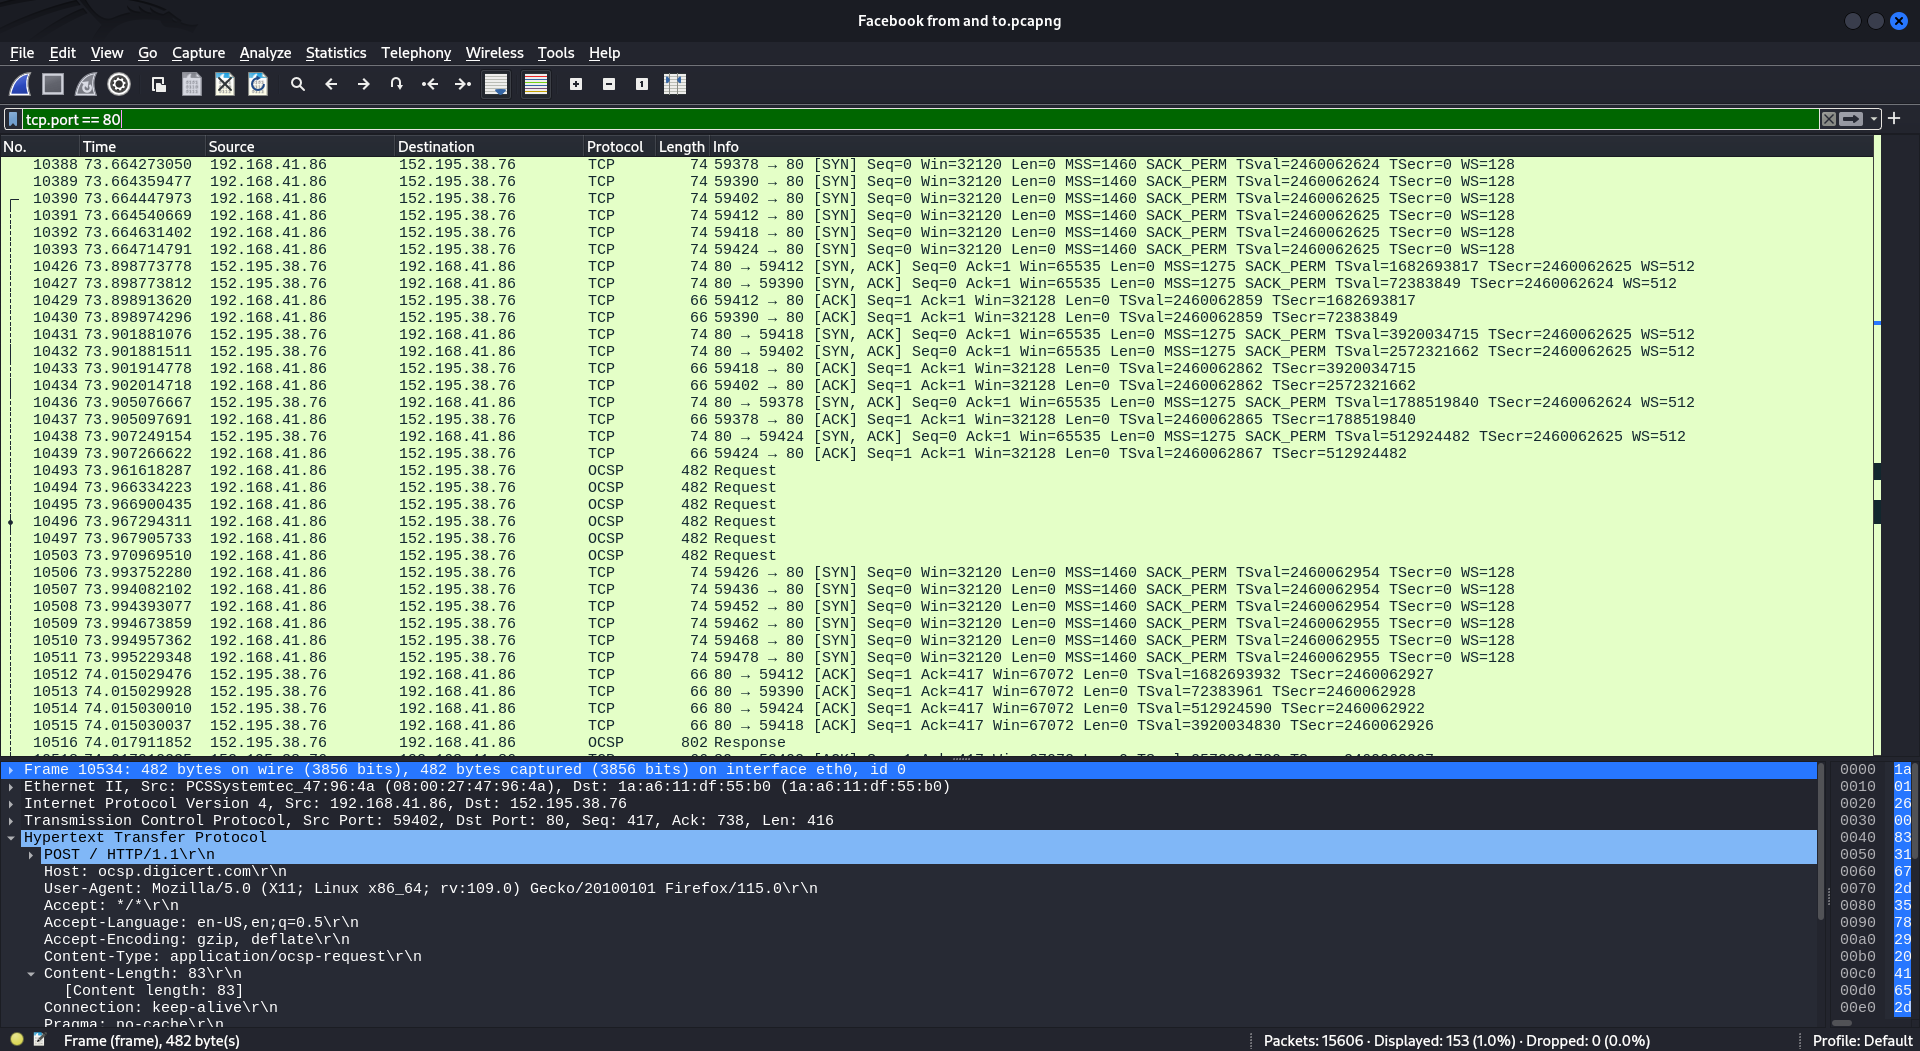 Facebook from and to.pcapng
File Edit View Go Capture Analyze Statistics Telephony Wireless Tools Help
tcp.port == 80
No. Time Source Destination Protocol Length Info
10388 73.664273050 192.168.41.86 152.195.38.76 TCP 74 59378 → 80 [SYN] Seq=0 Win=32120 Len=0 MSS=1460 SACK_PERM TSval=2460062624 TSecr=0 WS=128
10389 73.664359477 192.168.41.86 152.195.38.76 TCP 74 59390 → 80 [SYN] Seq=0 Win=32120 Len=0 MSS=1460 SACK_PERM TSval=2460062624 TSecr=0 WS=128
10390 73.664447973 192.168.41.86 152.195.38.76 TCP 74 59402 → 80 [SYN] Seq=0 Win=32120 Len=0 MSS=1460 SACK_PERM TSval=2460062625 TSecr=0 WS=128
10391 73.664540669 192.168.41.86 152.195.38.76 TCP 74 59412 → 80 [SYN] Seq=0 Win=32120 Len=0 MSS=1460 SACK_PERM TSval=2460062625 TSecr=0 WS=128
10392 73.664631402 192.168.41.86 152.195.38.76 TCP 74 59418 → 80 [SYN] Seq=0 Win=32120 Len=0 MSS=1460 SACK_PERM TSval=2460062625 TSecr=0 WS=128
10393 73.664714791 192.168.41.86 152.195.38.76 TCP 74 59424 → 80 [SYN] Seq=0 Win=32120 Len=0 MSS=1460 SACK_PERM TSval=2460062625 TSecr=0 WS=128
10426 73.898773778 152.195.38.76 192.168.41.86 TCP 74 80 → 59412 [SYN, ACK] Seq=0 Ack=1 Win=65535 Len=0 MSS=1275 SACK_PERM TSval=1682693817 TSecr=2460062625 WS=512
10427 73.898773812 152.195.38.76 192.168.41.86 TCP 74 80 → 59390 [SYN, ACK] Seq=0 Ack=1 Win=65535 Len=0 MSS=1275 SACK_PERM TSval=72383849 TSecr=2460062624 WS=512
10429 73.898913620 192.168.41.86 152.195.38.76 TCP 66 59412 → 80 [ACK] Seq=1 Ack=1 Win=32128 Len=0 TSval=2460062859 TSecr=1682693817
10430 73.898974296 192.168.41.86 152.195.38.76 TCP 66 59390 → 80 [ACK] Seq=1 Ack=1 Win=32128 Len=0 TSval=2460062859 TSecr=72383849
10431 73.901881076 152.195.38.76 192.168.41.86 TCP 74 80 → 59418 [SYN, ACK] Seq=0 Ack=1 Win=65535 Len=0 MSS=1275 SACK_PERM TSval=3920034715 TSecr=2460062625 WS=512
10432 73.901881511 152.195.38.76 192.168.41.86 TCP 74 80 → 59402 [SYN, ACK] Seq=0 Ack=1 Win=65535 Len=0 MSS=1275 SACK_PERM TSval=2572321662 TSecr=2460062625 WS=512
10433 73.901914778 192.168.41.86 152.195.38.76 TCP 66 59418 → 80 [ACK] Seq=1 Ack=1 Win=32128 Len=0 TSval=2460062862 TSecr=3920034715
10434 73.902014718 192.168.41.86 152.195.38.76 TCP 66 59402 → 80 [ACK] Seq=1 Ack=1 Win=32128 Len=0 TSval=2460062862 TSecr=2572321662
10436 73.905076667 152.195.38.76 192.168.41.86 TCP 74 80 → 59378 [SYN, ACK] Seq=0 Ack=1 Win=65535 Len=0 MSS=1275 SACK_PERM TSval=1788519840 TSecr=2460062624 WS=512
10437 73.905097691 192.168.41.86 152.195.38.76 TCP 66 59378 → 80 [ACK] Seq=1 Ack=1 Win=32128 Len=0 TSval=2460062865 TSecr=1788519840
10438 73.907249154 152.195.38.76 192.168.41.86 TCP 74 80 → 59424 [SYN, ACK] Seq=0 Ack=1 Win=65535 Len=0 MSS=1275 SACK_PERM TSval=512924482 TSecr=2460062625 WS=512
10439 73.907266622 192.168.41.86 152.195.38.76 TCP 66 59424 → 80 [ACK] Seq=1 Ack=1 Win=32128 Len=0 TSval=2460062867 TSecr=512924482
10493 73.961618287 192.168.41.86 152.195.38.76 OCSP 482 Request
10494 73.966334223 192.168.41.86 152.195.38.76 OCSP 482 Request
10495 73.966900435 192.168.41.86 152.195.38.76 OCSP 482 Request
10496 73.967294311 192.168.41.86 152.195.38.76 OCSP 482 Request
10497 73.967905733 192.168.41.86 152.195.38.76 OCSP 482 Request
10503 73.970969510 192.168.41.86 152.195.38.76 OCSP 482 Request
10506 73.993752280 192.168.41.86 152.195.38.76 TCP 74 59426 → 80 [SYN] Seq=0 Win=32120 Len=0 MSS=1460 SACK_PERM TSval=2460062954 TSecr=0 WS=128
10507 73.994082102 192.168.41.86 152.195.38.76 TCP 74 59436 → 80 [SYN] Seq=0 Win=32120 Len=0 MSS=1460 SACK_PERM TSval=2460062954 TSecr=0 WS=128
10508 73.994393077 192.168.41.86 152.195.38.76 TCP 74 59452 → 80 [SYN] Seq=0 Win=32120 Len=0 MSS=1460 SACK_PERM TSval=2460062954 TSecr=0 WS=128
10509 73.994673859 192.168.41.86 152.195.38.76 TCP 74 59462 → 80 [SYN] Seq=0 Win=32120 Len=0 MSS=1460 SACK_PERM TSval=2460062955 TSecr=0 WS=128
10510 73.994957362 192.168.41.86 152.195.38.76 TCP 74 59468 → 80 [SYN] Seq=0 Win=32120 Len=0 MSS=1460 SACK_PERM TSval=2460062955 TSecr=0 WS=128
10511 73.995229348 192.168.41.86 152.195.38.76 TCP 74 59478 → 80 [SYN] Seq=0 Win=32120 Len=0 MSS=1460 SACK_PERM TSval=2460062955 TSecr=0 WS=128
10512 74.015029476 152.195.38.76 192.168.41.86 TCP 66 80 → 59412 [ACK] Seq=1 Ack=417 Win=67072 Len=0 TSval=1682693932 TSecr=2460062927
10513 74.015029928 152.195.38.76 192.168.41.86 TCP 66 80 → 59390 [ACK] Seq=1 Ack=417 Win=67072 Len=0 TSval=72383961 TSecr=2460062928
10514 74.015030010 152.195.38.76 192.168.41.86 TCP 66 80 → 59424 [ACK] Seq=1 Ack=417 Win=67072 Len=0 TSval=512924590 TSecr=2460062922
10515 74.015030037 152.195.38.76 192.168.41.86 TCP 66 80 → 59418 [ACK] Seq=1 Ack=417 Win=67072 Len=0 TSval=3920034830 TSecr=2460062926
10516 74.017911852 152.195.38.76 192.168.41.86 OCSP 802 Response
Frame 10534: 482 bytes on wire (3856 bits), 482 bytes captured (3856 bits) on interface eth0, id 0
Ethernet II, Src: PCSSystemtec_47:96:4a (08:00:27:47:96:4a), Dst: 1a:a6:11:df:55:b0 (1a:a6:11:df:55:b0)
Internet Protocol Version 4, Src: 192.168.41.86, Dst: 152.195.38.76
Transmission Control Protocol, Src Port: 59402, Dst Port: 80, Seq: 417, Ack: 738, Len: 416
Hypertext Transfer Protocol
POST / HTTP/1.1\r\n
Host: ocsp.digicert.com\r\n
User-Agent: Mozilla/5.0 (X11; Linux x86_64; rv:109.0) Gecko/20100101 Firefox/115.0\r\n
Accept: */*\r\n
Accept-Language: en-US,en;q=0.5\r\n
Accept-Encoding: gzip, deflate\r\n
Content-Type: application/ocsp-request\r\n
Content-Length: 83\r\n
[Content length: 83]
Connection: keep-alive\r\n
Pragma: no-cache\r\n
0000 1a
0010 01
0020 26
0030 00
0040 83
0050 31
0060 67
0070 2d
0080 35
0090 78
00a0 29
00b0 20
00c0 41
00d0 65
00e0 2d
Frame (frame), 482 byte(s)
Packets: 15606 · Displayed: 153 (1.0%) · Dropped: 0 (0.0%)
Profile: Default